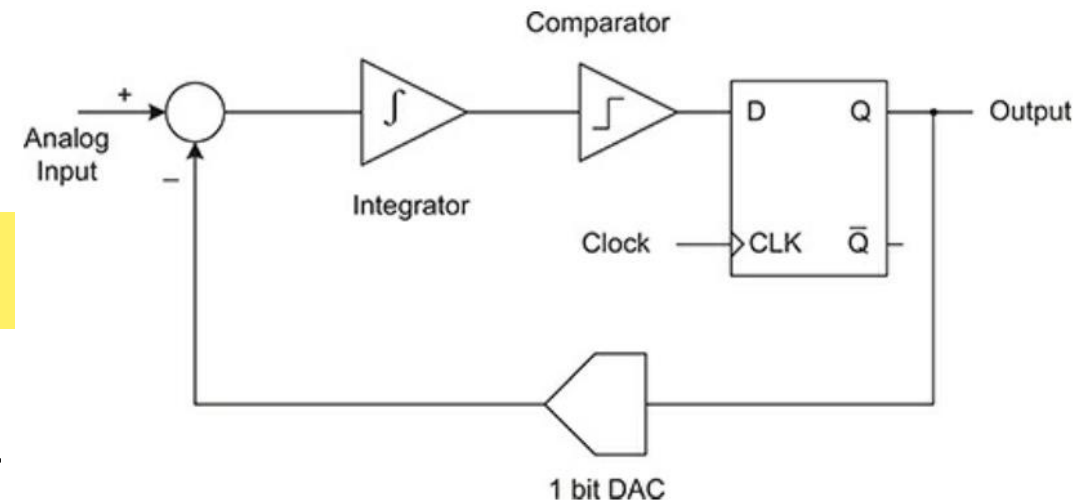 Comparator
+
Analog
Input
–
∫
Integrator
D
Q
Output
Clock
CLK
Q̅
1 bit DAC